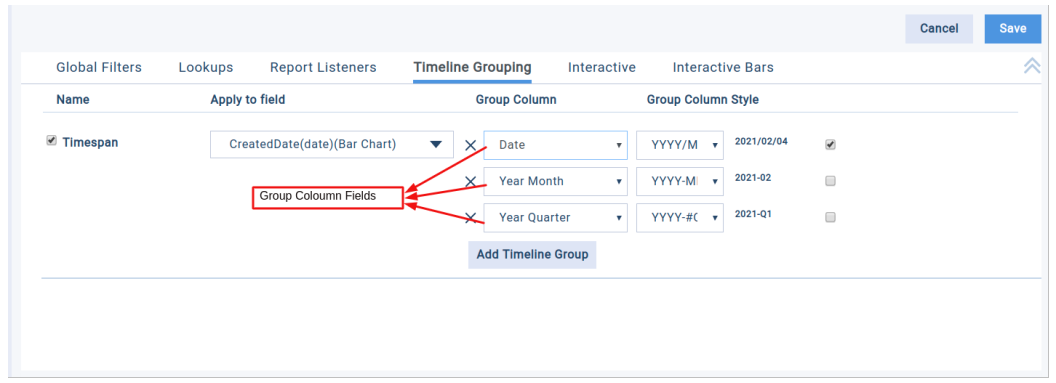 Cancel Save
Global Filters Lookups Report Listeners Timeline Grouping Interactive Interactive Bars
Name Apply to field Group Column Group Column Style
Timespan CreatedDate(date)(Bar Chart) Date YYYY/M 2021/02/04
Year Month YYYY-M 2021-02
Group Coloumn Fields
Year Quarter YYYY-#( 2021-Q1
Add Timeline Group